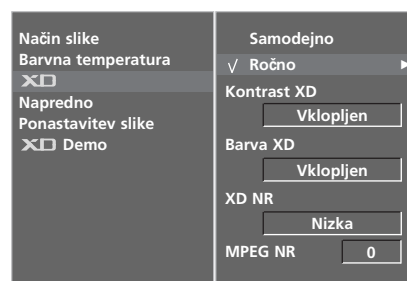 Način slike
Barvna temperatura
XD
Napredno
Ponastavitev slike
XD Demo
Samodejno
√ Ročno
Kontrast XD
Vklopljen
Barva XD
Vklopljen
XD NR
Nizka
MPEG NR 0